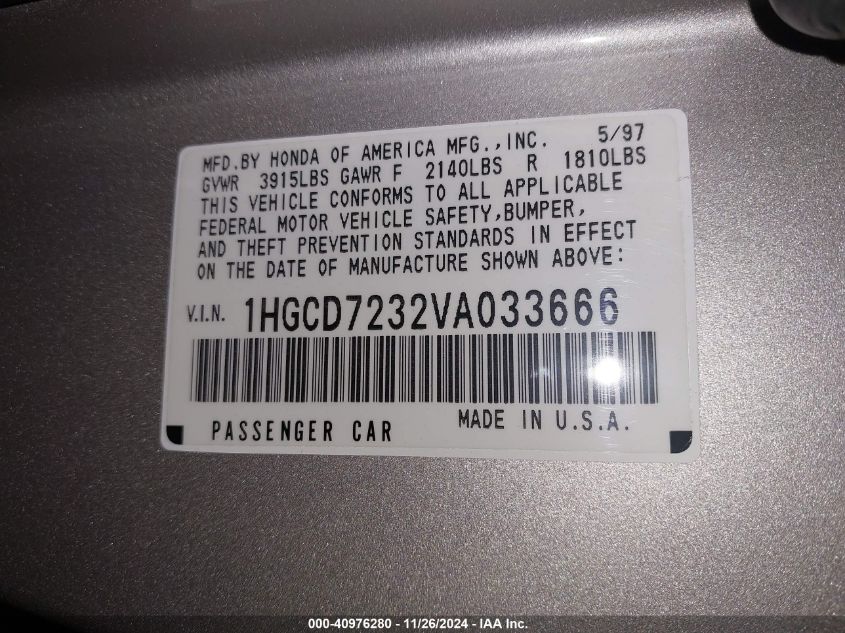 MFD.BY HONDA OF AMERICA MFG.,INC. 5/97
GVWR 3915LBS GAWR F 2140LBS R 1810LBS
THIS VEHICLE CONFORMS TO ALL APPLICABLE
FEDERAL MOTOR VEHICLE SAFETY,BUMPER,
AND THEFT PREVENTION STANDARDS IN EFFECT
ON THE DATE OF MANUFACTURE SHOWN ABOVE:
V.I.N. 1HGCD7232VA033666
PASSENGER CAR MADE IN U.S.A.
000-40976280 - 11/26/2024 - IAA Inc.